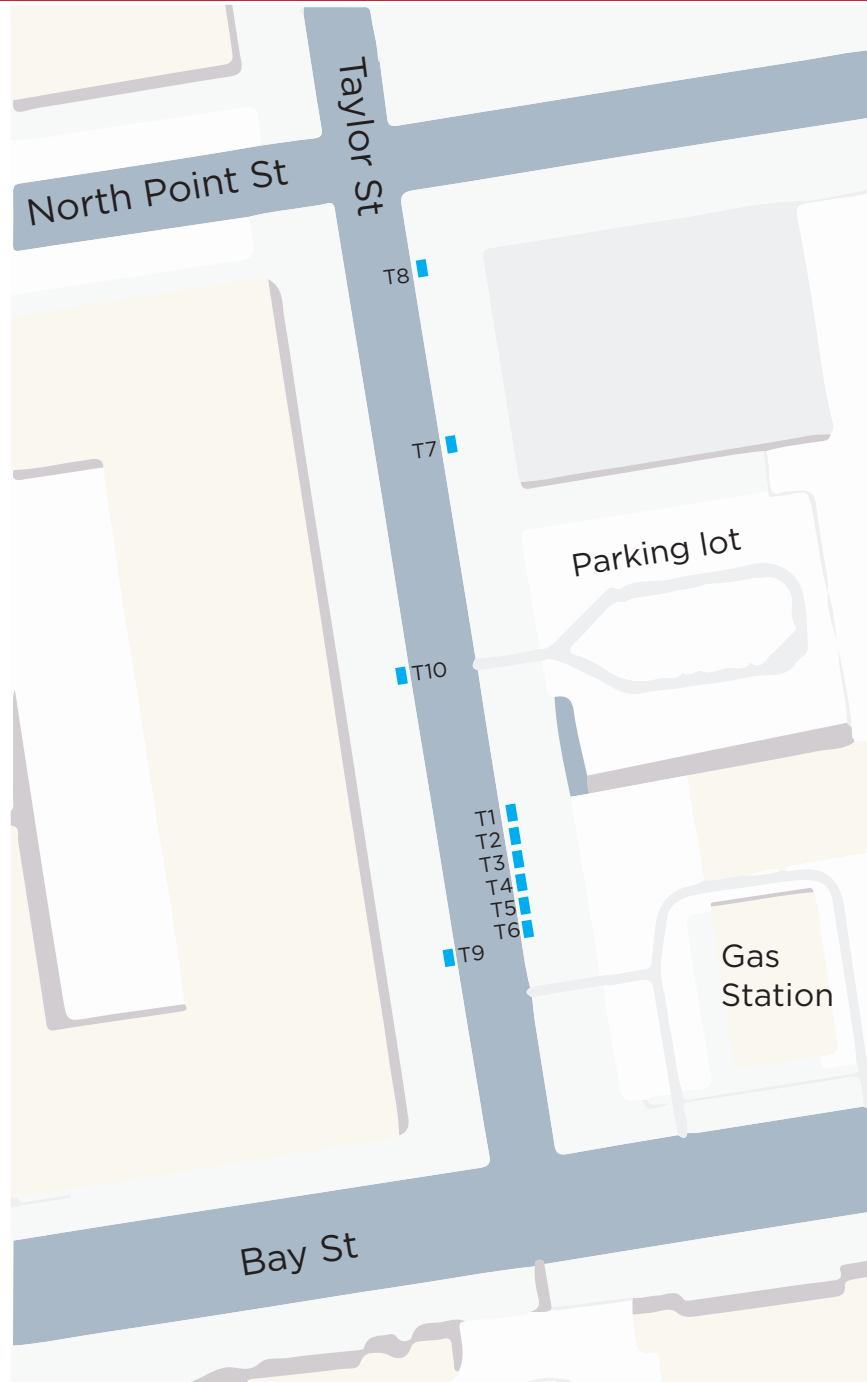 Taylor St
North Point St
T8
T7
Parking lot
T10
T1
T2
T3
T4
T5
T6
T9
Gas
Station
Bay St